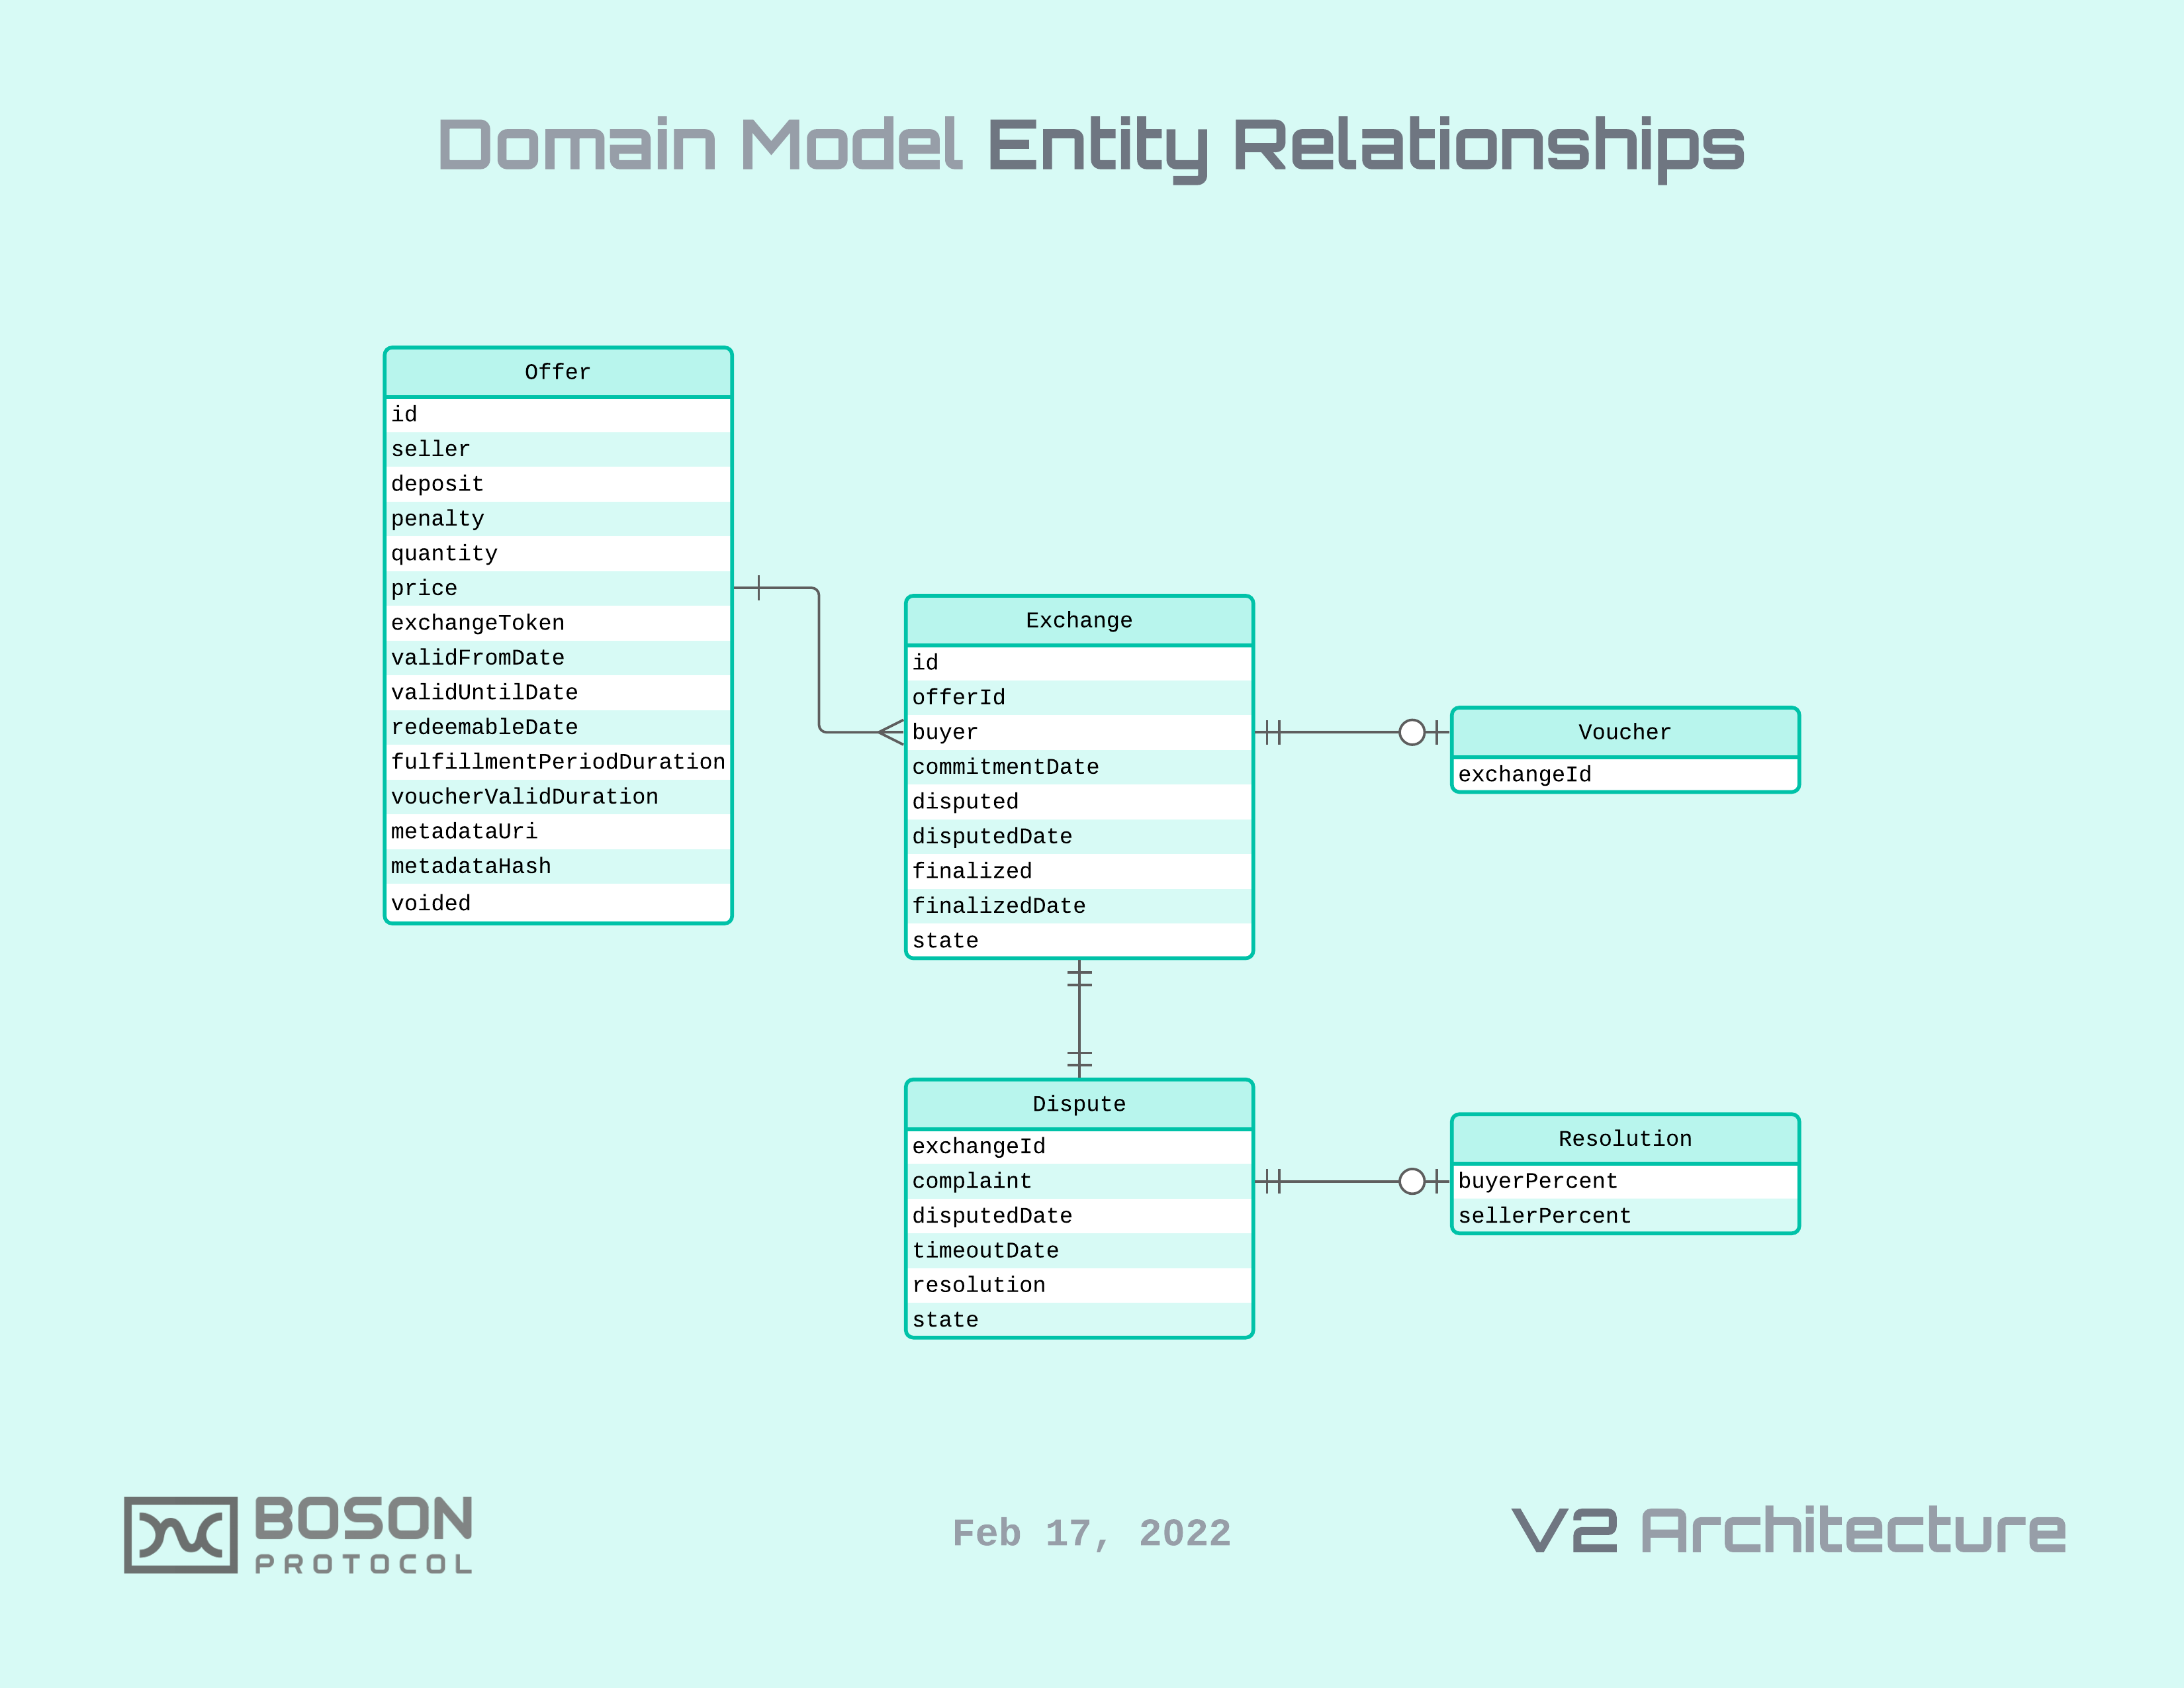 Domain Model Entity Relationships
Offer
id
seller
deposit
penalty
quantity
price
exchangeToken
validFromDate
validUntilDate
redeemableDate
fulfillmentPeriodDuration
voucherValidDuration
metadataUri
metadataHash
voided
Exchange
id
offerId
buyer
commitmentDate
disputed
disputedDate
finalized
finalizedDate
state
Voucher
exchangeId
Dispute
exchangeId
complaint
disputedDate
timeoutDate
resolution
state
Resolution
buyerPercent
sellerPercent
BOSON
PROTOCOL
Feb 17, 2022
V2 Architecture